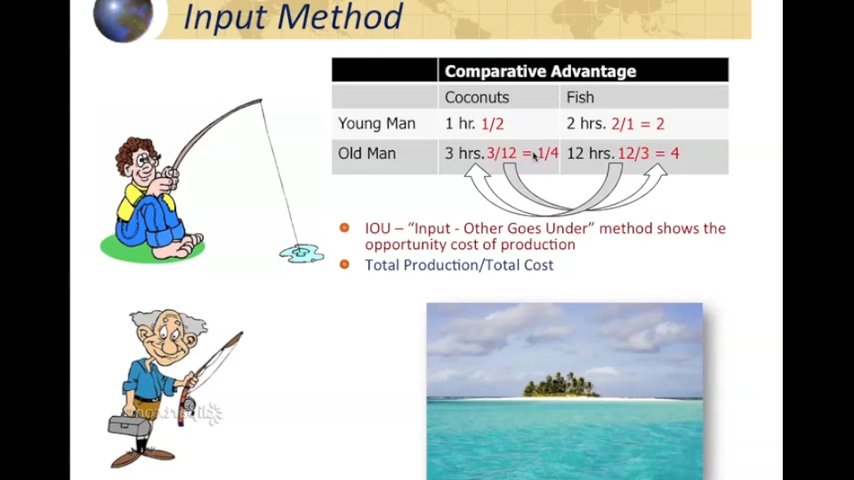 Input Method
Comparative Advantage
Coconuts Fish
Young Man 1 hr. 1/2 2 hrs. 2/1 = 2
Old Man 3 hrs. 3/12 = 1/4 12 hrs. 12/3 = 4
IOU – “Input - Other Goes Under” method shows the
opportunity cost of production
Total Production/Total Cost